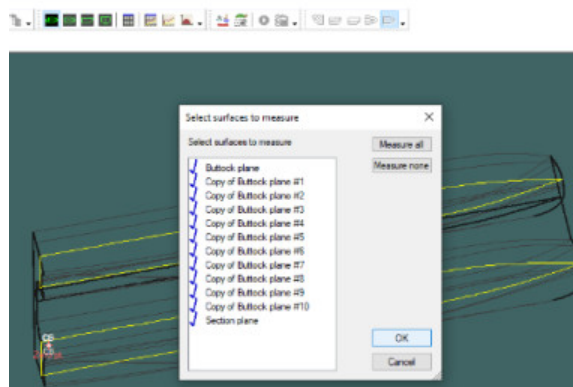 Select surfaces to measure
Select surfaces to measure
Measure all
Measure none
Buttock plane
Copy of Buttock plane #1
Copy of Buttock plane #2
Copy of Buttock plane #3
Copy of Buttock plane #4
Copy of Buttock plane #5
Copy of Buttock plane #6
Copy of Buttock plane #7
Copy of Buttock plane #8
Copy of Buttock plane #9
Copy of Buttock plane #10
Section plane
OK
Cancel